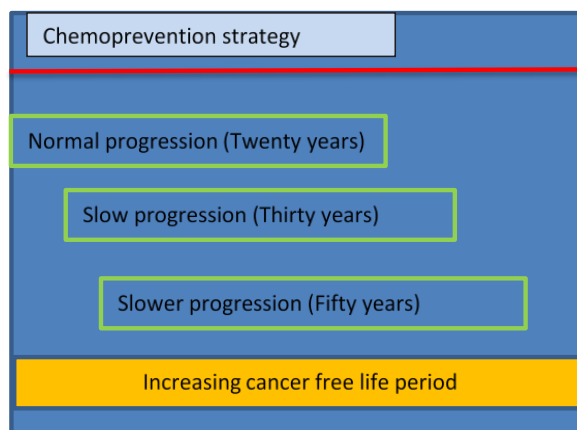 Chemoprevention strategy
Normal progression (Twenty years)
Slow progression (Thirty years)
Slower progression (Fifty years)
Increasing cancer free life period